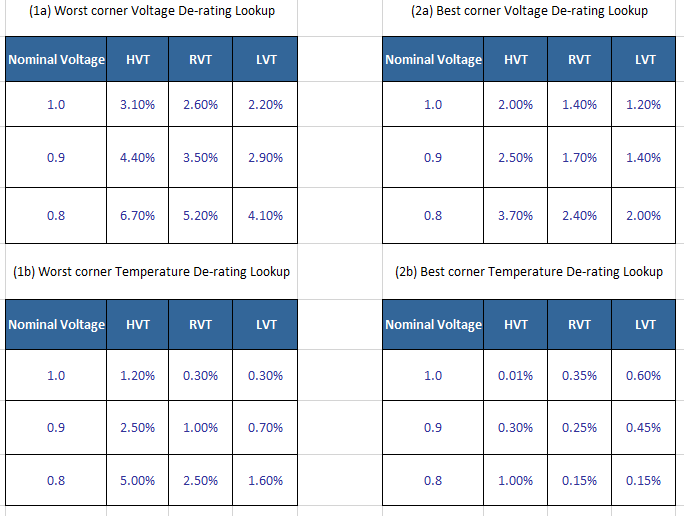 (1a) Worst corner Voltage De-rating Lookup
Nominal Voltage HVT RVT LVT
1.0 3.10% 2.60% 2.20%
0.9 4.40% 3.50% 2.90%
0.8 6.70% 5.20% 4.10%
(2a) Best corner Voltage De-rating Lookup
Nominal Voltage HVT RVT LVT
1.0 2.00% 1.40% 1.20%
0.9 2.50% 1.70% 1.40%
0.8 3.70% 2.40% 2.00%
(1b) Worst corner Temperature De-rating Lookup
Nominal Voltage HVT RVT LVT
1.0 1.20% 0.30% 0.30%
0.9 2.50% 1.00% 0.70%
0.8 5.00% 2.50% 1.60%
(2b) Best corner Temperature De-rating Lookup
Nominal Voltage HVT RVT LVT
1.0 0.01% 0.35% 0.60%
0.9 0.30% 0.25% 0.45%
0.8 1.00% 0.15% 0.15%